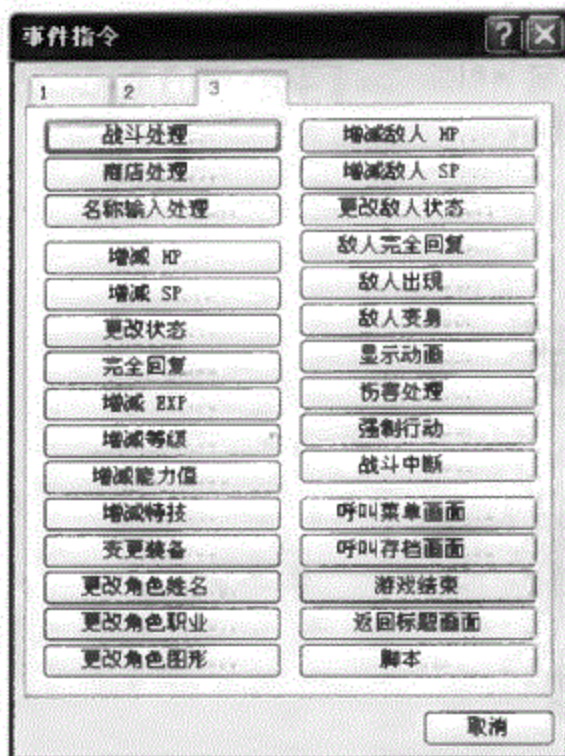 事件指令
1
2
3
战斗处理...
商店处理...
名称输入处理...
增减 HP...
增减 SP...
更改状态...
完全回复...
增减 EXP...
增减等级...
增减能力值...
增减特技...
变更装备...
更改角色姓名...
更改角色职业...
更改角色图形...
增减敌人 HP...
增减敌人 SP...
更改敌人状态...
敌人完全回复...
敌人出现...
敌人变身...
显示动画...
伤害处理...
强制行动...
战斗中断
呼叫菜单画面
呼叫存档画面
游戏结束
返回标题画面
脚本...
取消